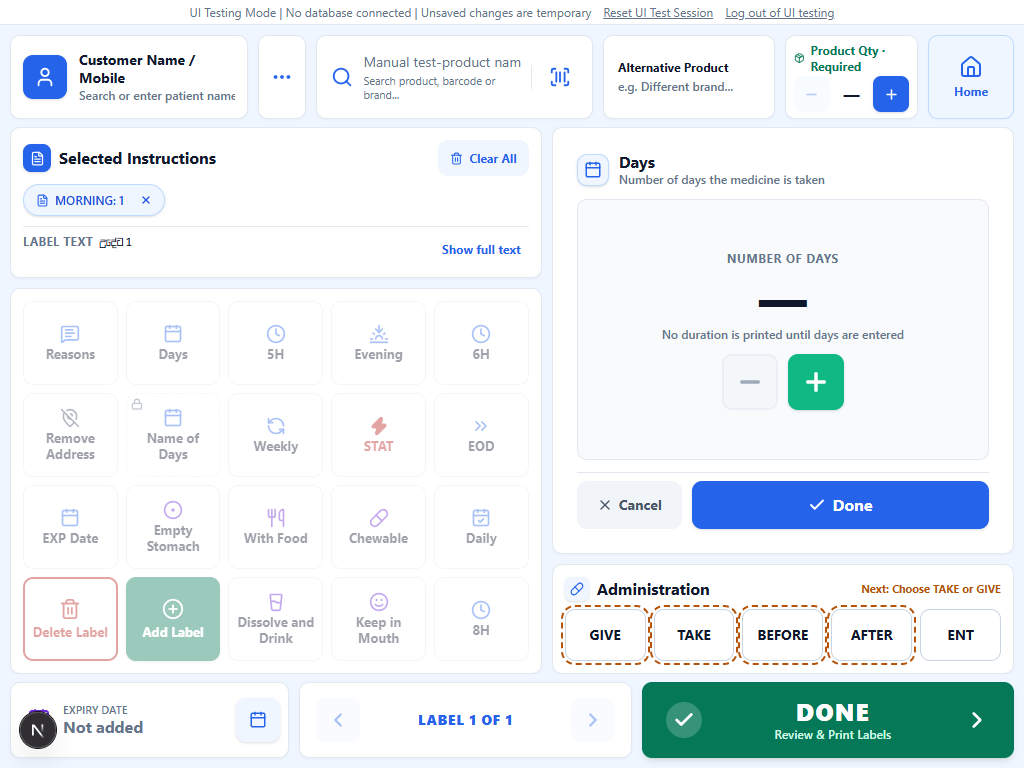 UI Testing Mode | No database connected | Unsaved changes are temporary Reset UI Test Session Log out of UI testing
Customer Name / Mobile
Search or enter patient name
Manual test-product nam
Search product, barcode or brand...
Alternative Product
e.g. Different brand...
Product Qty · Required
—
Home
Selected Instructions
Clear All
MORNING: 1
LABEL TEXT
1
Show full text
Reasons
Days
5H
Evening
6H
Remove Address
Name of Days
Weekly
STAT
EOD
EXP Date
Empty Stomach
With Food
Chewable
Daily
Delete Label
Add Label
Dissolve and Drink
Keep in Mouth
8H
Days
Number of days the medicine is taken
NUMBER OF DAYS
—
No duration is printed until days are entered
Cancel
Done
Administration
Next: Choose TAKE or GIVE
GIVE
TAKE
BEFORE
AFTER
ENT
EXPIRY DATE
Not added
N
LABEL 1 OF 1
DONE
Review & Print Labels